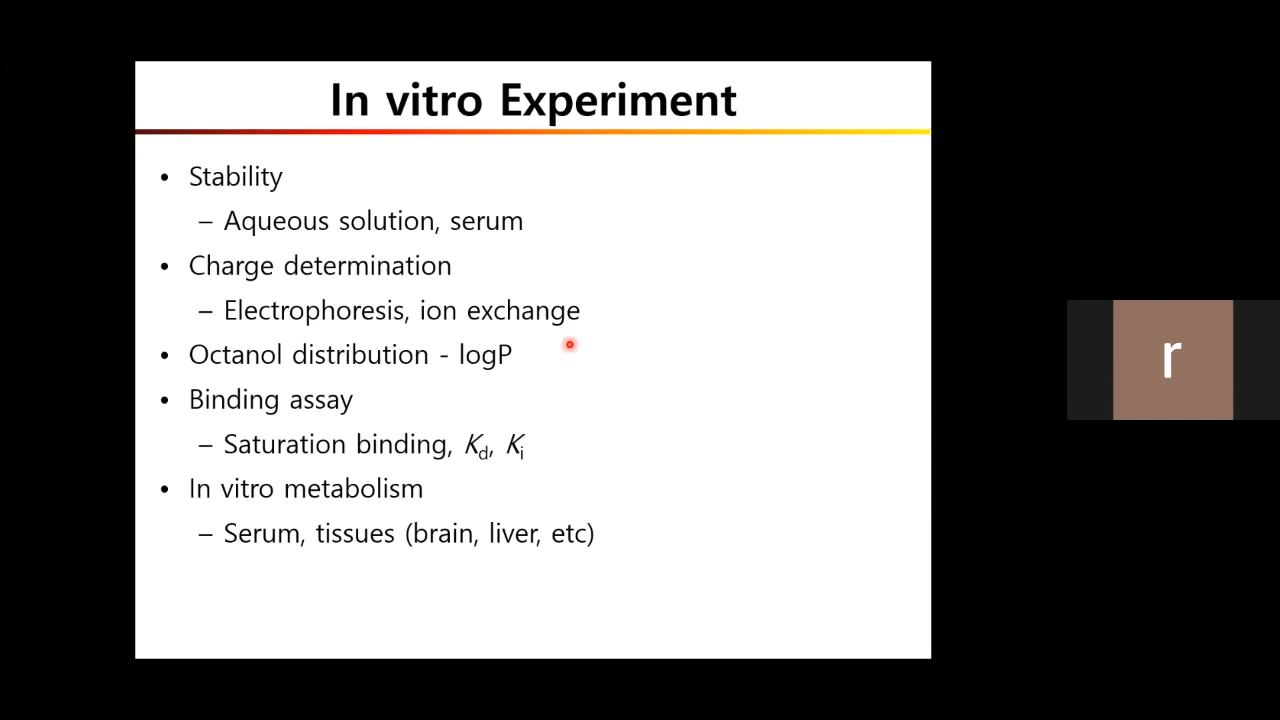 In vitro Experiment
• Stability
– Aqueous solution, serum
• Charge determination
– Electrophoresis, ion exchange
• Octanol distribution - logP
• Binding assay
– Saturation binding, Kd, Ki
• In vitro metabolism
– Serum, tissues (brain, liver, etc)
r